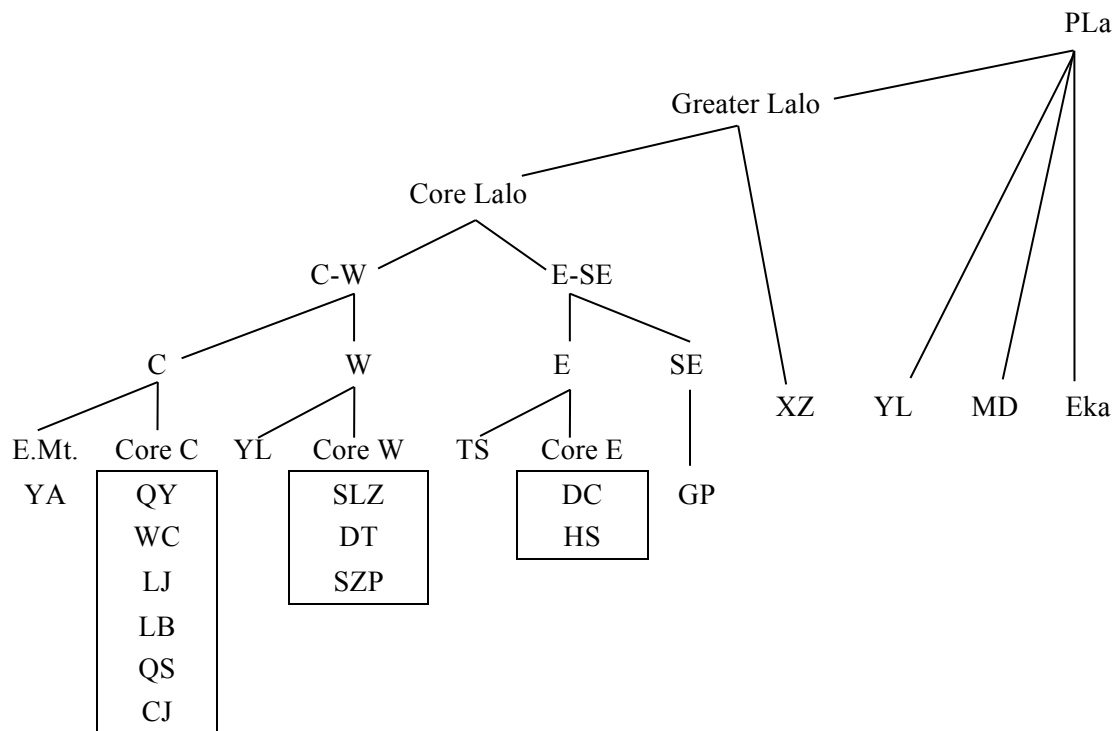 PLa
Greater Lalo
Core Lalo
C-W E-SE
C W E SE
XZ YL MD Eka
E.Mt. Core C YL Core W TS Core E
YA QY SLZ DC GP
WC DT HS
LJ SZP
LB
QS
CJ